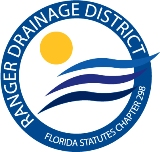 RANGER DRAINAGE DISTRICT
FLORIDA STATUTES CHAPTER 298